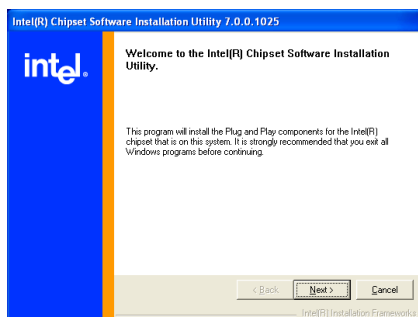 Intel(R) Chipset Software Installation Utility 7.0.0.1025
intel.
Welcome to the Intel(R) Chipset Software Installation
Utility.
This program will install the Plug and Play components for the Intel(R)
chipset that is on this system. It is strongly recommended that you exit all
Windows programs before continuing.
< Back
Next >
Cancel
Intel(R) Installation Frameworks